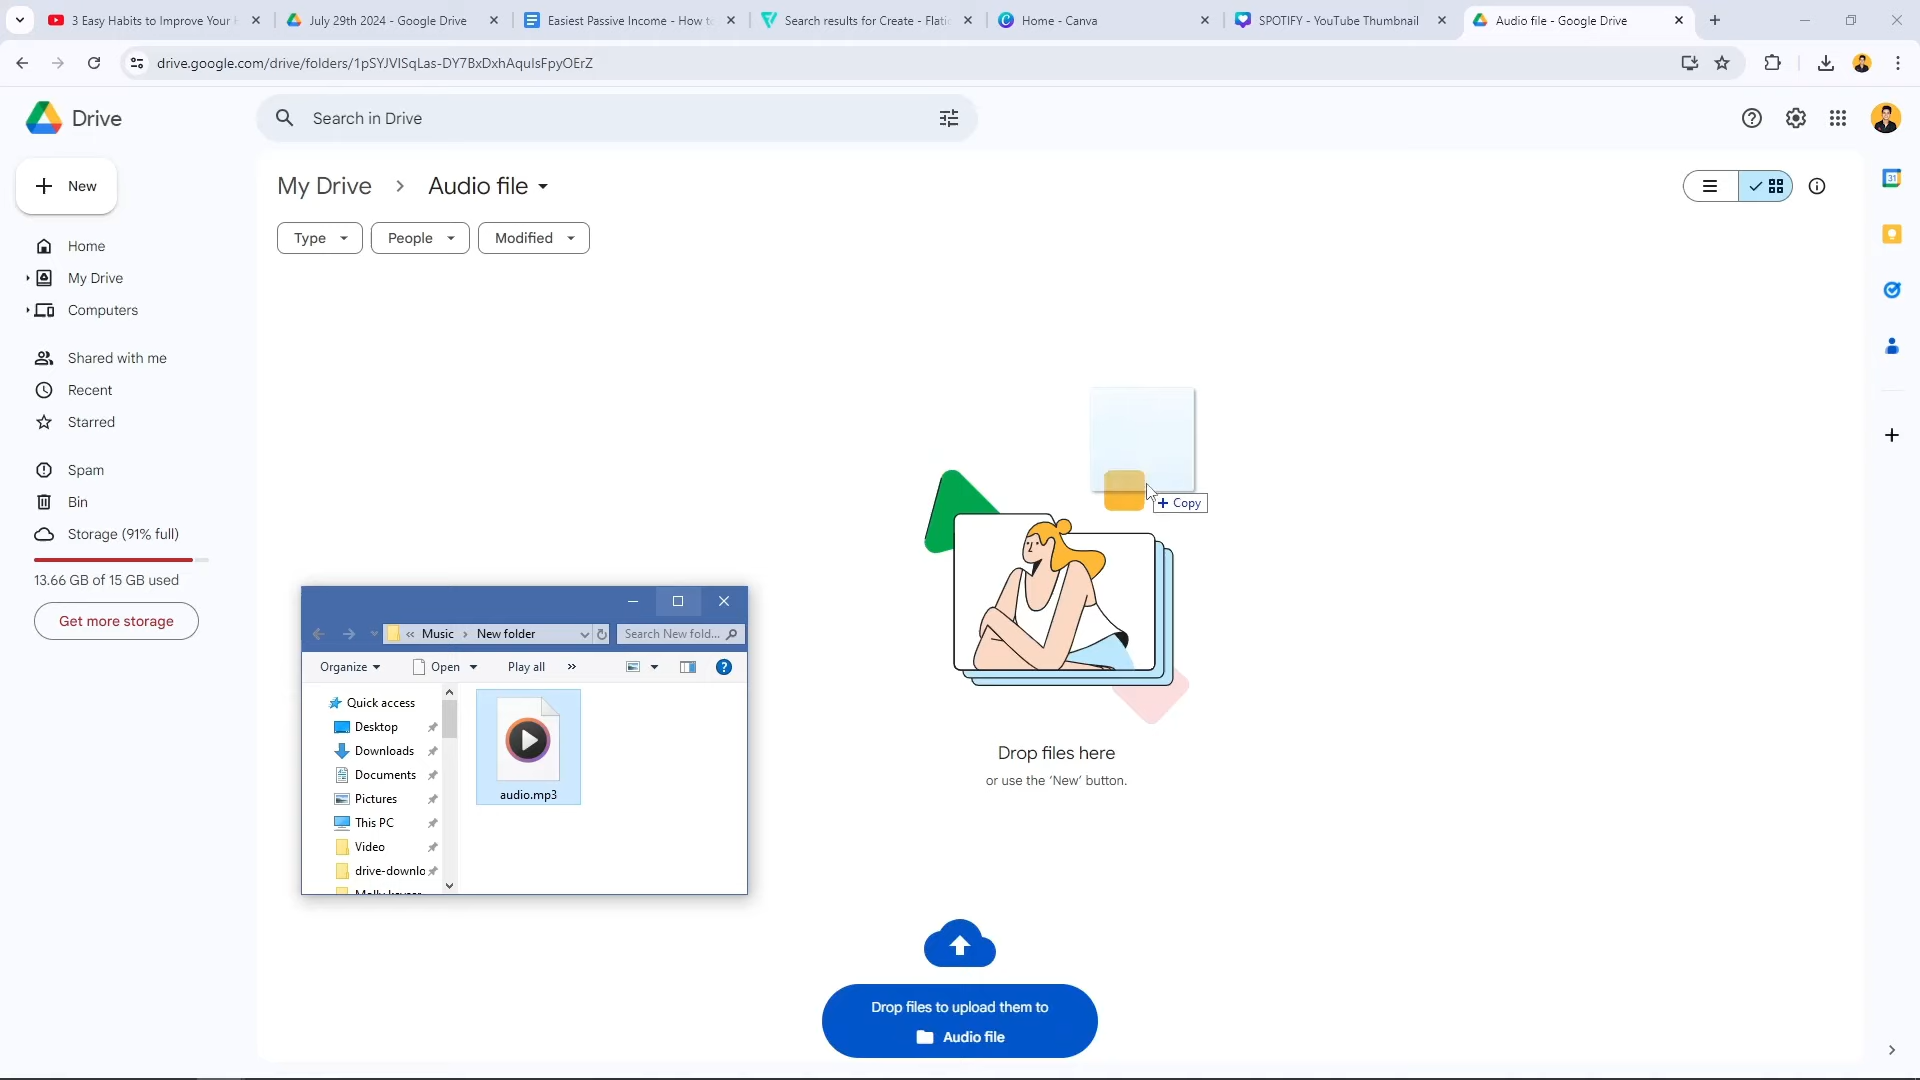 3 Easy Habits to Improve Your
July 29th 2024 - Google Drive
Easiest Passive Income - How to
Search results for Create - Flatic
Home - Canva
SPOTIFY - YouTube Thumbnail
Audio file - Google Drive
drive.google.com/drive/folders/1pSYJVISqLas-DY7BxDxhAquIsFpyOErZ
Drive
Search in Drive
New
My Drive
Audio file
Type
People
Modified
Home
My Drive
Computers
Shared with me
Recent
Starred
Spam
Bin
Storage (91% full)
13.66 GB of 15 GB used
Get more storage
31
+ Copy
« Music › New folder
Search New fold...
Organize
Open
Play all
»
?
Quick access
Desktop
Downloads
Documents
Pictures
This PC
Video
drive-downlo
audio.mp3
Drop files here
or use the ‘New’ button.
Drop files to upload them to
Audio file